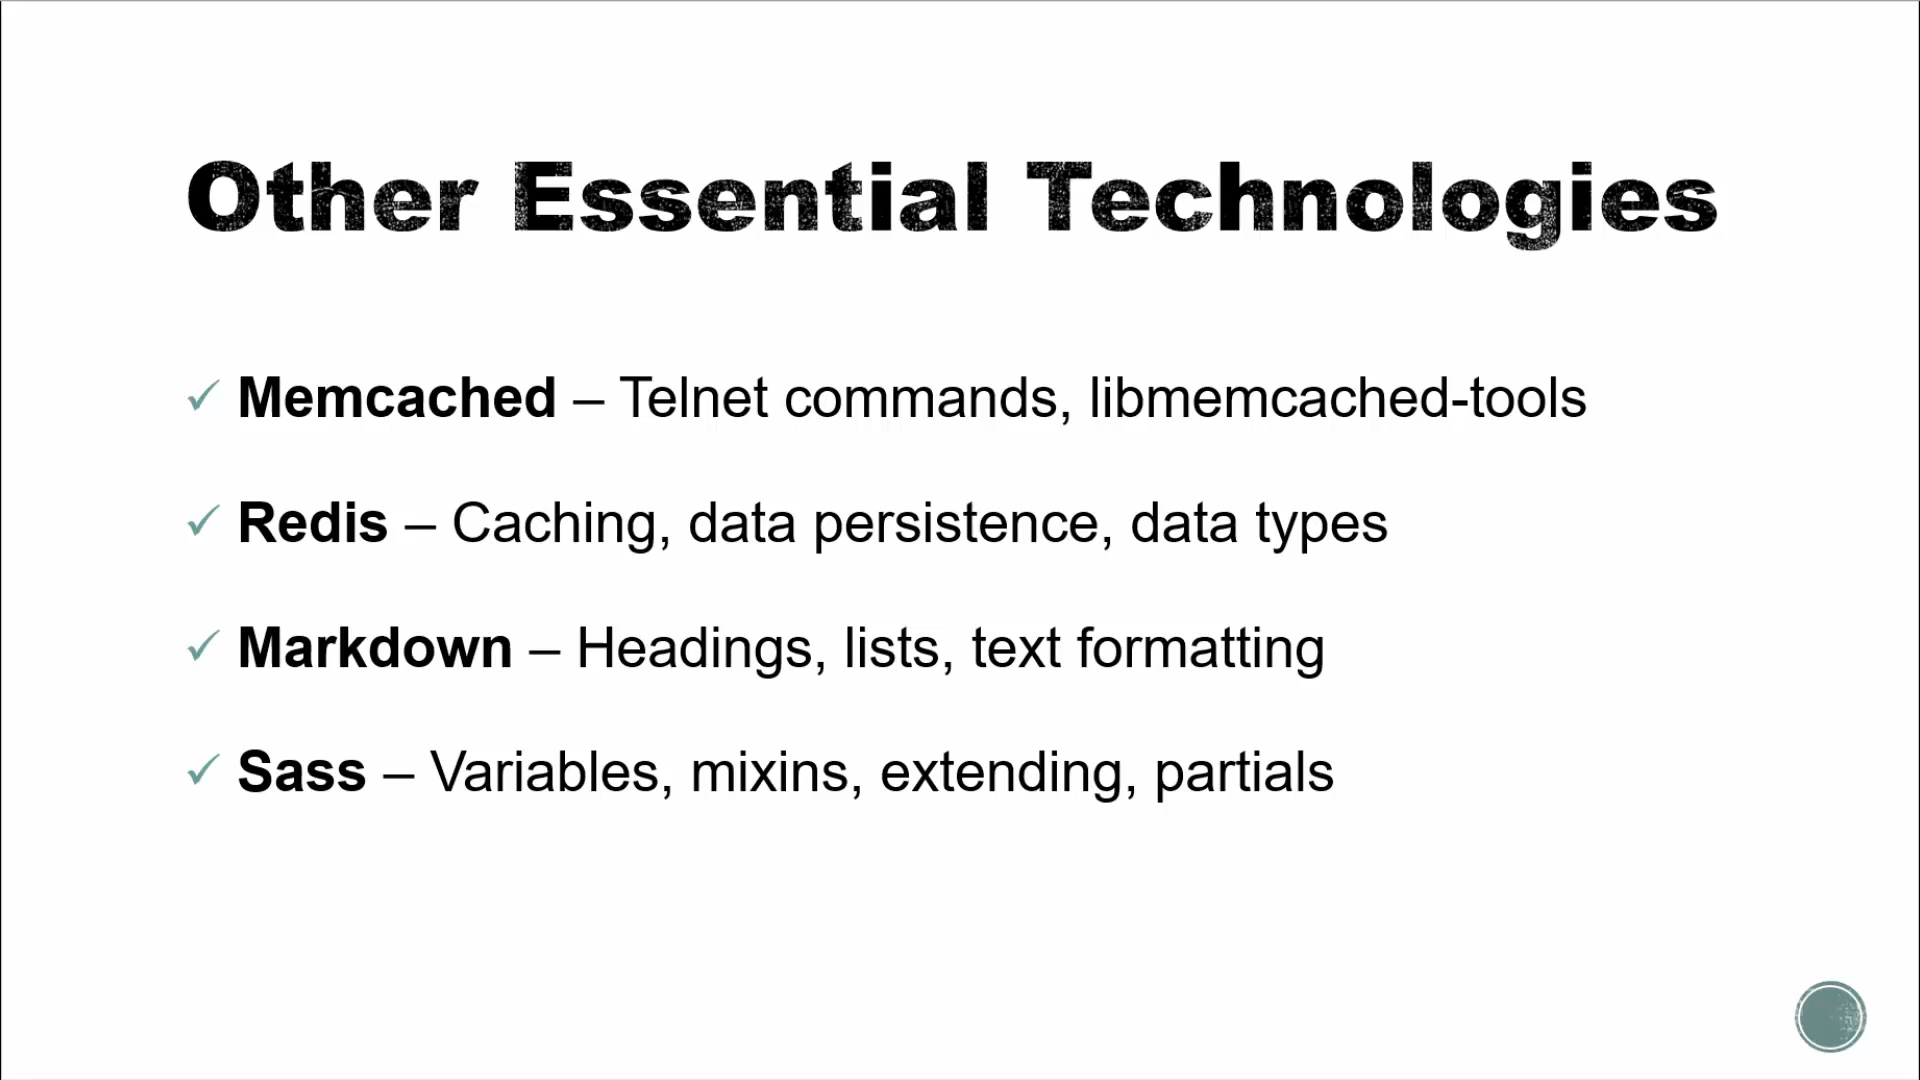 Other Essential Technologies
✓ Memcached – Telnet commands, libmemcached-tools
✓ Redis – Caching, data persistence, data types
✓ Markdown – Headings, lists, text formatting
✓ Sass – Variables, mixins, extending, partials